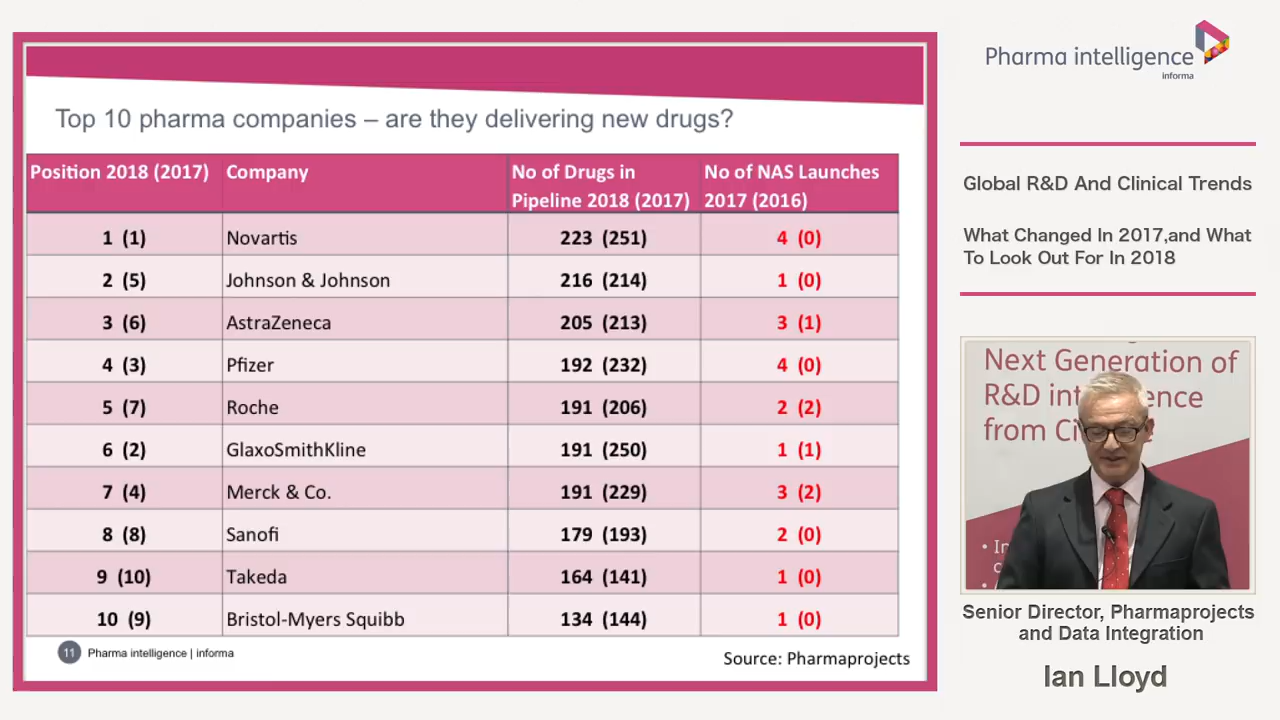 Top 10 pharma companies – are they delivering new drugs?
Position 2018 (2017) Company No of Drugs in Pipeline 2018 (2017) No of NAS Launches 2017 (2016)
1 (1) Novartis 223 (251) 4 (0)
2 (5) Johnson & Johnson 216 (214) 1 (0)
3 (6) AstraZeneca 205 (213) 3 (1)
4 (3) Pfizer 192 (232) 4 (0)
5 (7) Roche 191 (206) 2 (2)
6 (2) GlaxoSmithKline 191 (250) 1 (1)
7 (4) Merck & Co. 191 (229) 3 (2)
8 (8) Sanofi 179 (193) 2 (0)
9 (10) Takeda 164 (141) 1 (0)
10 (9) Bristol-Myers Squibb 134 (144) 1 (0)
11 Pharma intelligence | informa
Source: Pharmaprojects
Pharma intelligence
informa
Global R&D And Clinical Trends
What Changed In 2017,and What
To Look Out For In 2018
Next Generation of
R&D
from
Senior Director, Pharmaprojects
and Data Integration
Ian Lloyd